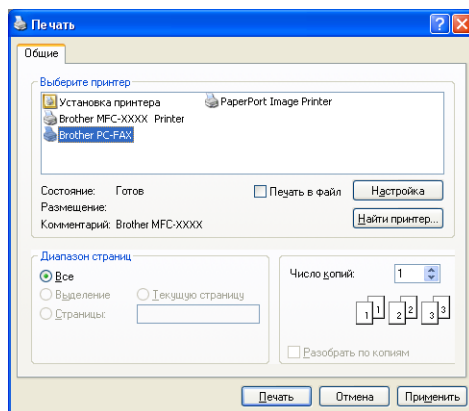 Печать
Общие
Выберите принтер
Установка принтера
PaperPort Image Printer
Brother MFC-XXXX Printer
Brother PC-FAX
Состояние: Готов
Печать в файл
Настройка
Размещение:
Комментарий: Brother MFC-XXXX
Найти принтер...
Диапазон страниц
Все
Выделение
Текущую страницу
Страницы:
Число копий: 1
1 1 2 2 3 3
Разобрать по копиям
Печать
Отмена
Применить